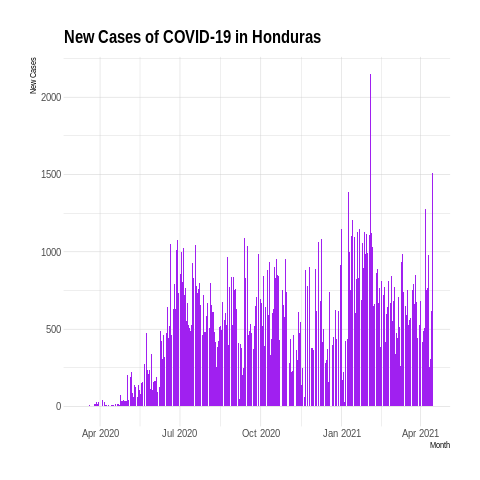 New Cases of COVID-19 in Honduras
New Cases
2000
1500
1000
500
0
Apr 2020 Jul 2020 Oct 2020 Jan 2021 Apr 2021
Month